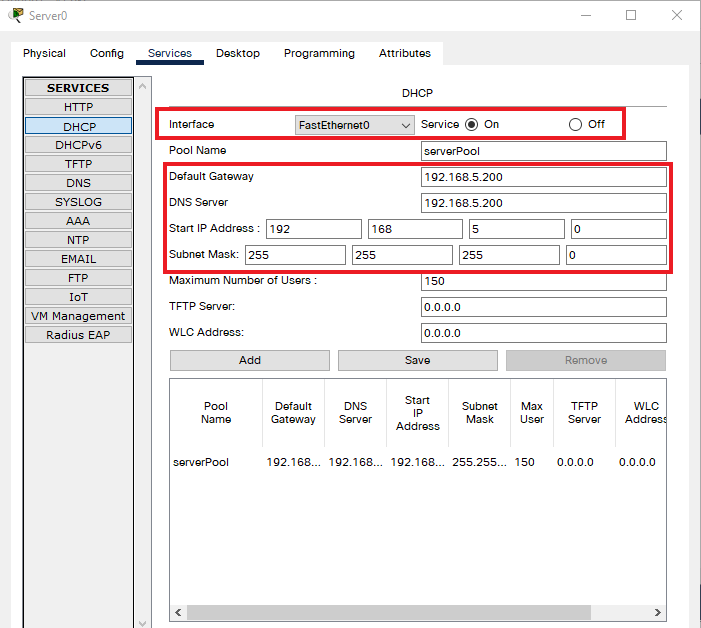 Server0
Physical Config Services Desktop Programming Attributes
SERVICES
HTTP
DHCP
DHCPv6
TFTP
DNS
SYSLOG
AAA
NTP
EMAIL
FTP
IoT
VM Management
Radius EAP
DHCP
Interface FastEthernet0 Service On Off
Pool Name serverPool
Default Gateway 192.168.5.200
DNS Server 192.168.5.200
Start IP Address : 192 168 5 0
Subnet Mask: 255 255 255 0
Maximum Number of Users : 150
TFTP Server: 0.0.0.0
WLC Address: 0.0.0.0
Add Save Remove
Pool Name
Default Gateway
DNS Server
Start IP Address
Subnet Mask
Max User
TFTP Server
WLC Address
serverPool 192.168... 192.168... 192.168... 255.255... 150 0.0.0.0 0.0.0.0